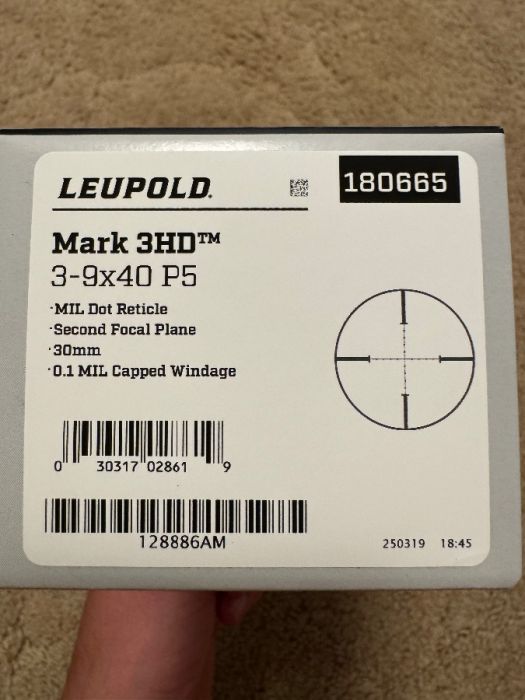 LEUPOLD®
180665
Mark 3HD™
3-9x40 P5
·MIL Dot Reticle
·Second Focal Plane
·30mm
·0.1 MIL Capped Windage
0 30317 02861 9
128886AM
250319 18:45